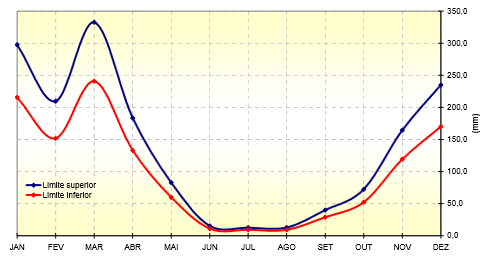 350,0
300,0
250,0
200,0
150,0
100,0
50,0
0,0
(mm)
Limite superior
Limite Inferior
JAN FEV MAR ABR MAI JUN JUL AGO SET OUT NOV DEZ